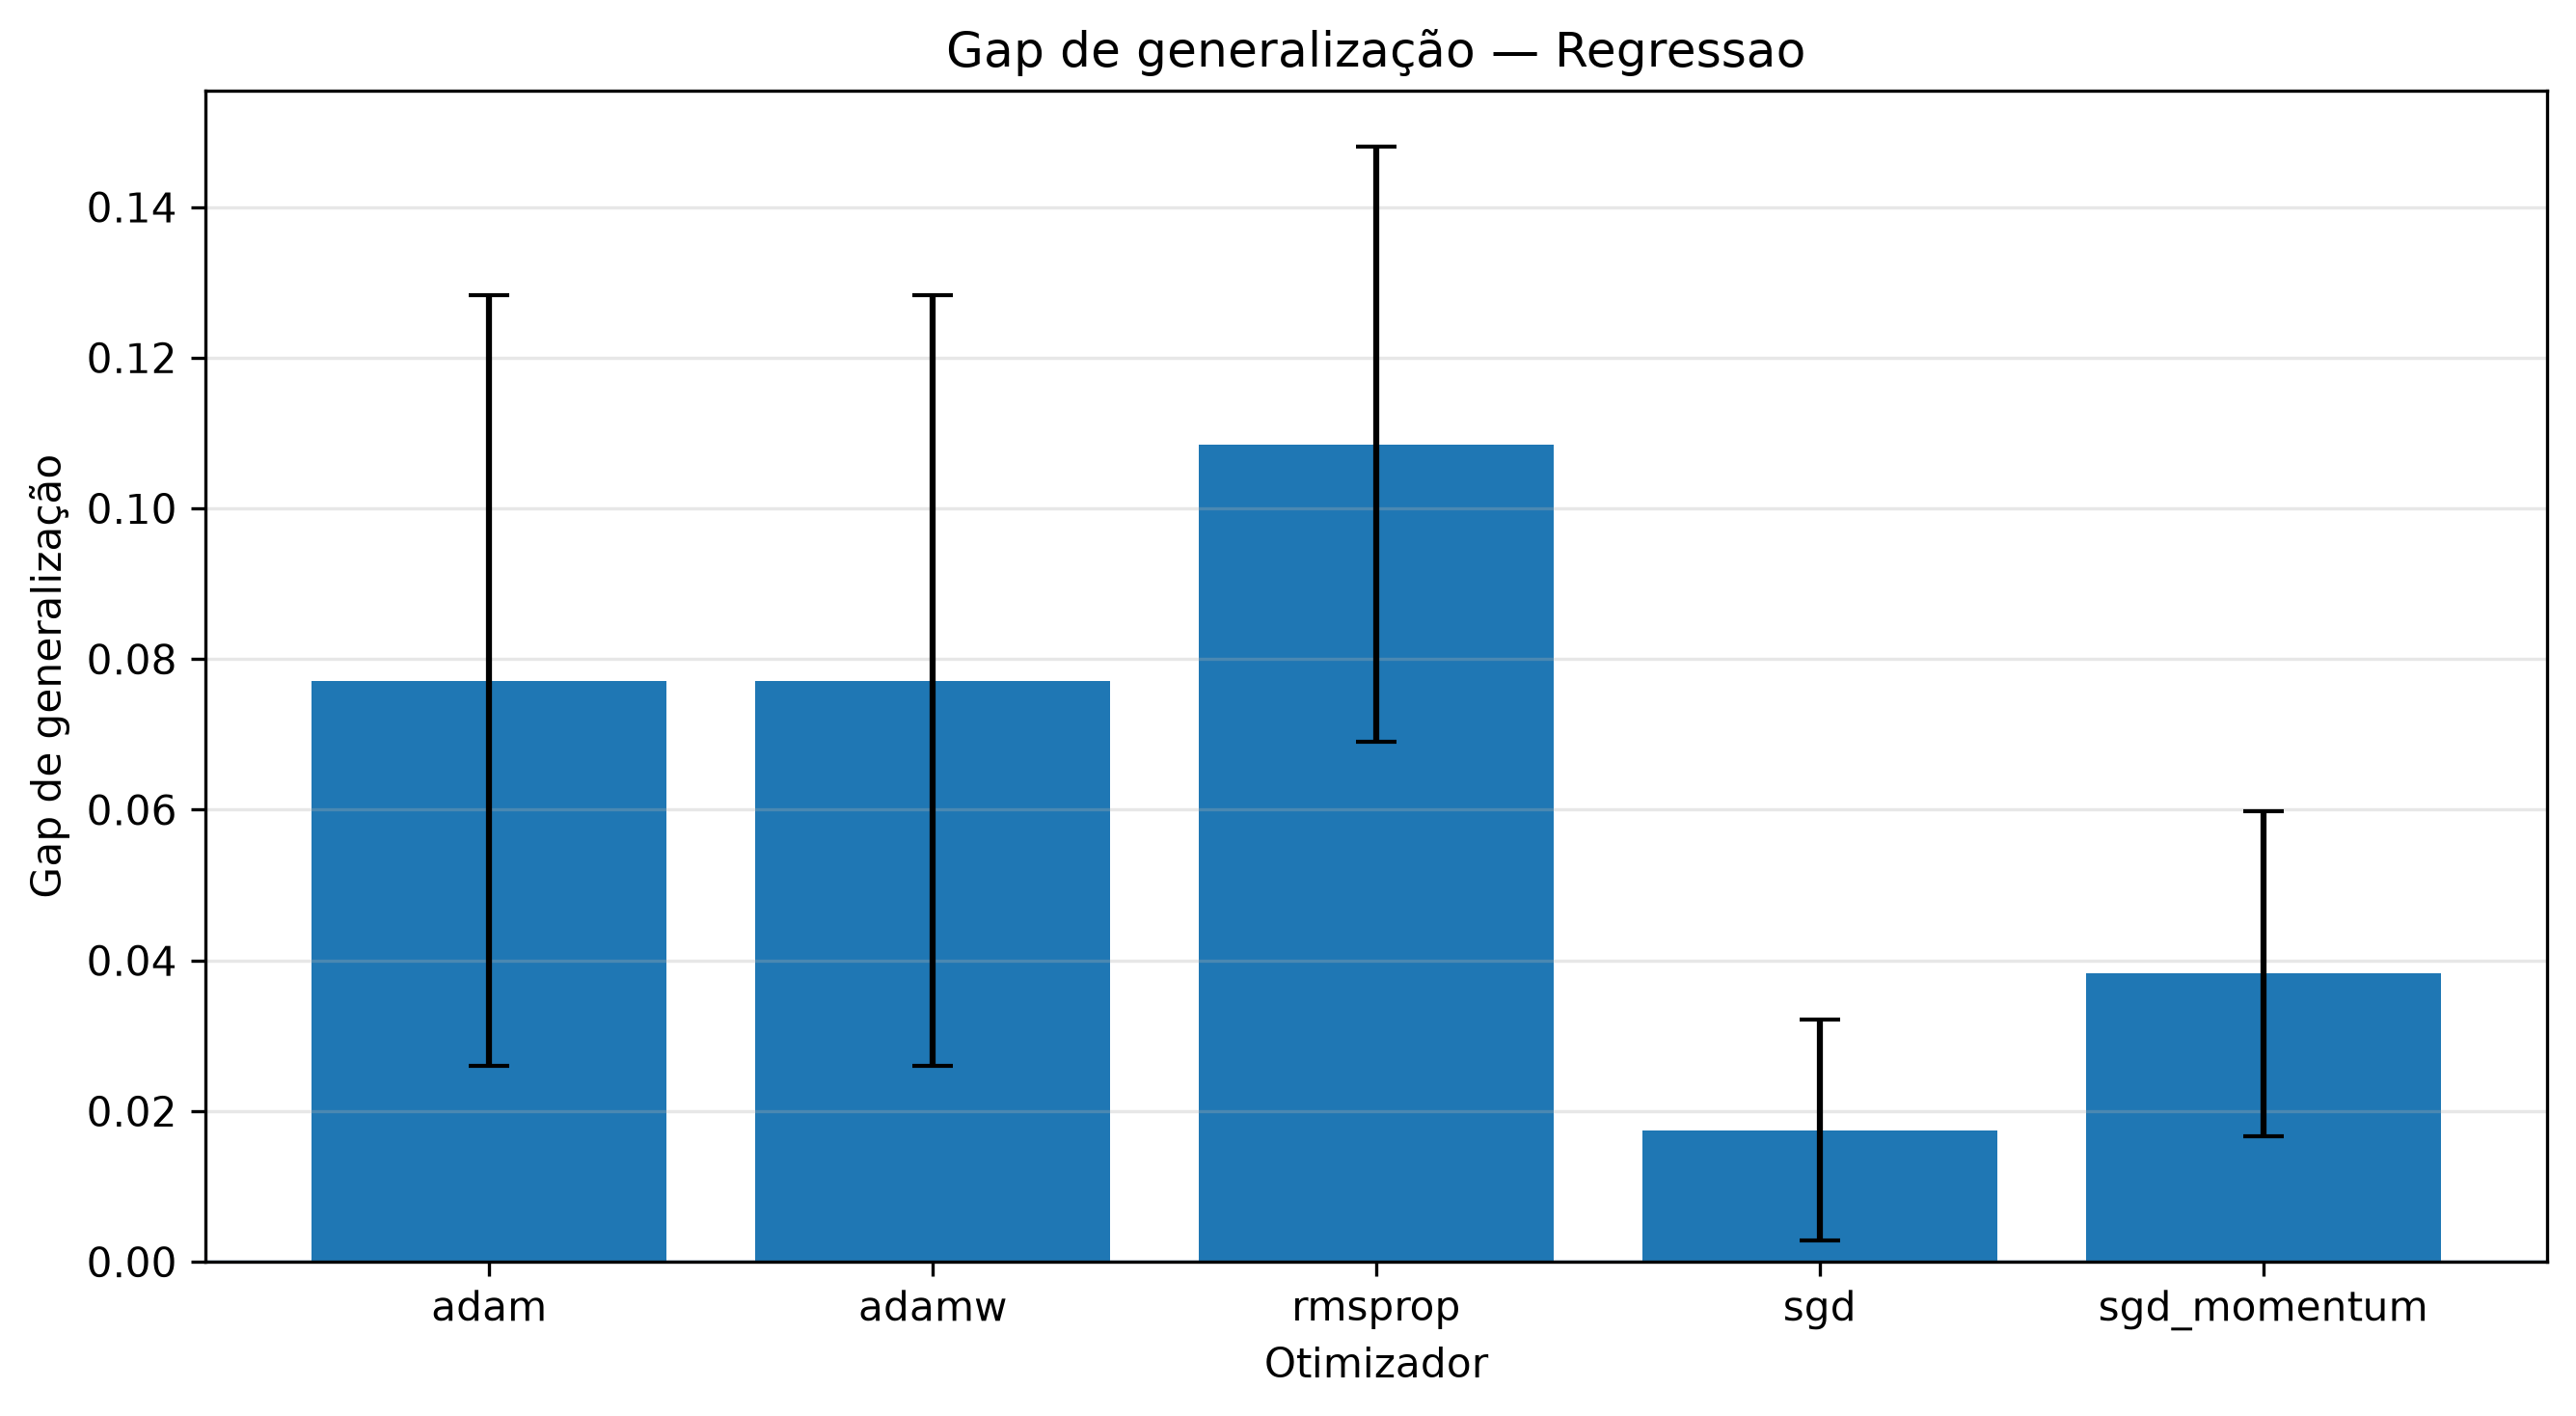 Gap de generalização — Regressao
Gap de generalização
0.14
0.12
0.10
0.08
0.06
0.04
0.02
0.00
adam adamw rmsprop sgd sgd_momentum
Otimizador